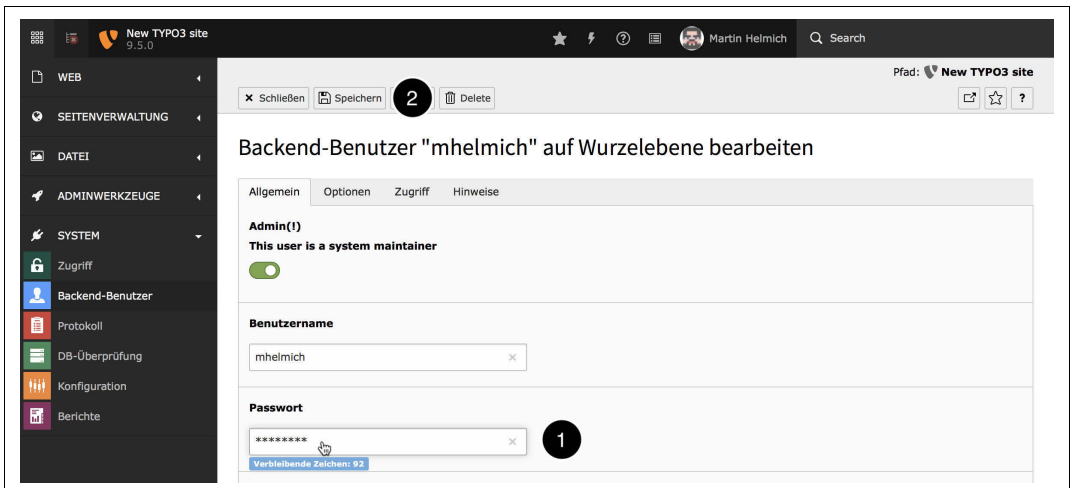 New TYPO3 site
9.5.0
Martin Helmich
Search
WEB
SEITENVERWALTUNG
DATEI
ADMINWERKZEUGE
SYSTEM
Zugriff
Backend-Benutzer
Protokoll
DB-Überprüfung
Konfiguration
Berichte
Pfad: New TYPO3 site
× Schließen Speichern 2 Delete ?
Backend-Benutzer "mhelmich" auf Wurzelebene bearbeiten
Allgemein Optionen Zugriff Hinweise
Admin(!)
This user is a system maintainer
Benutzername
mhelmich ×
Passwort
******** × 1
Verbleibende Zeichen: 92